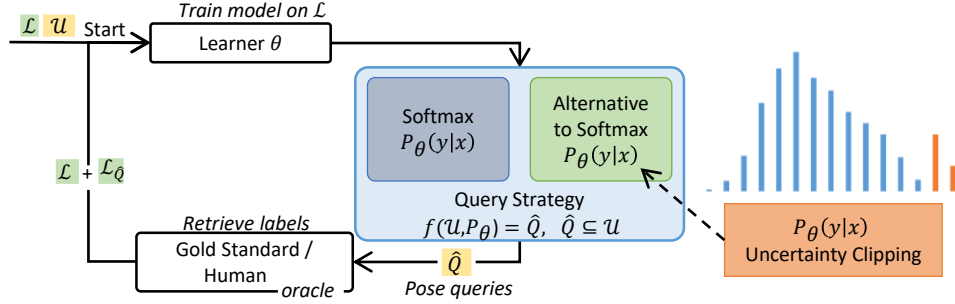 Train model on ℒ
ℒ 𝒰 Start
Learner θ
Softmax
P_θ(y|x)
Alternative
to Softmax
P_θ(y|x)
ℒ + ℒ_Q̂
Query Strategy
f(𝒰,P_θ) = Q̂, Q̂ ⊆ 𝒰
Retrieve labels
Gold Standard /
Human
oracle
Q̂
Pose queries
P_θ(y|x)
Uncertainty Clipping